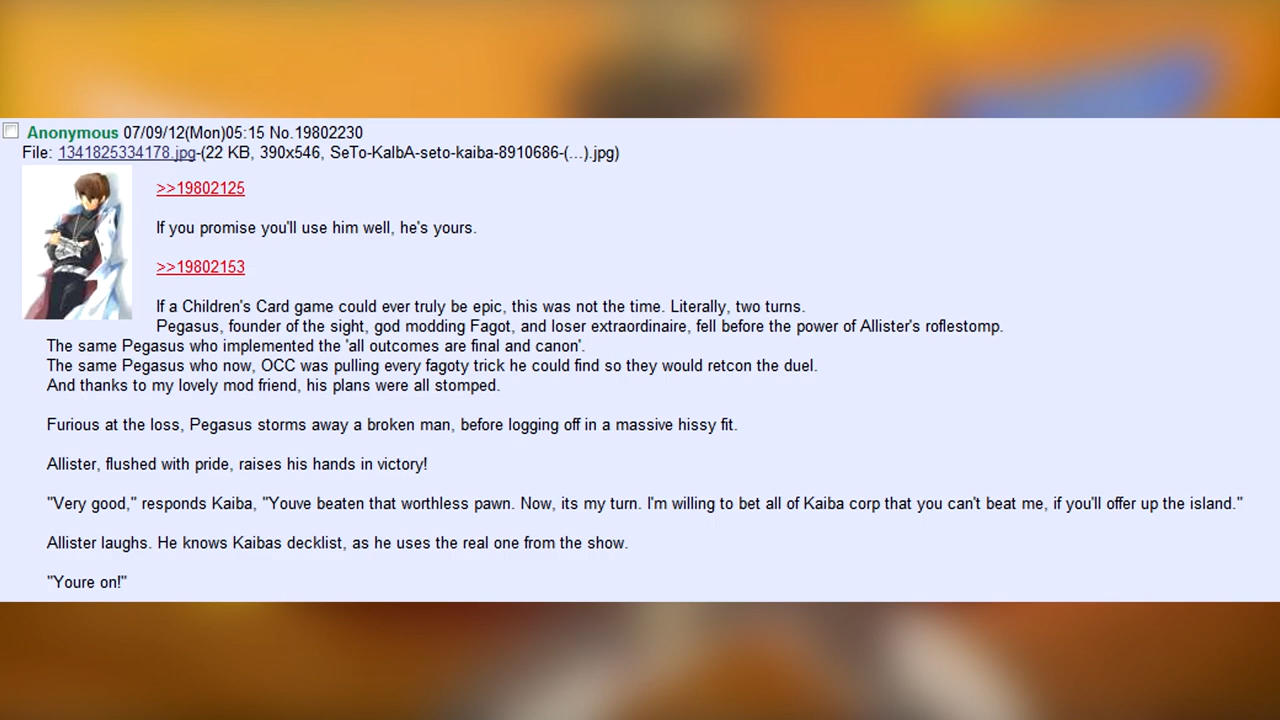 Anonymous 07/09/12(Mon)05:15 No.19802230
File: 1341825334178.jpg-(22 KB, 390x546, SeTo-KaIbA-seto-kaiba-8910686-(...).jpg)
>>19802125
If you promise you'll use him well, he's yours.
>>19802153
If a Children's Card game could ever truly be epic, this was not the time. Literally, two turns.
Pegasus, founder of the sight, god modding Fagot, and loser extraordinaire, fell before the power of Allister's roflestomp.
The same Pegasus who implemented the 'all outcomes are final and canon'.
The same Pegasus who now, OCC was pulling every fagoty trick he could find so they would retcon the duel.
And thanks to my lovely mod friend, his plans were all stomped.
Furious at the loss, Pegasus storms away a broken man, before logging off in a massive hissy fit.
Allister, flushed with pride, raises his hands in victory!
"Very good," responds Kaiba, "Youve beaten that worthless pawn. Now, its my turn. I'm willing to bet all of Kaiba corp that you can't beat me, if you'll offer up the island."
Allister laughs. He knows Kaibas decklist, as he uses the real one from the show.
"Youre on!"